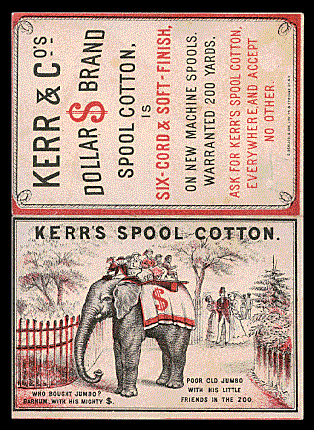 KERR & CO'S
DOLLAR $ BRAND
SPOOL COTTON,
IS
SIX-CORD & SOFT-FINISH,
ON NEW MACHINE SPOOLS.
WARRANTED 200 YARDS.
ASK FOR KERR'S SPOOL COTTON,
EVERYWHERE, AND ACCEPT
NO OTHER.
KERR'S SPOOL COTTON.
$
WHO BOUGHT JUMBO?
BARNUM, WITH HIS MIGHTY $.
POOR OLD JUMBO
WITH HIS LITTLE
FRIENDS IN THE ZOO.